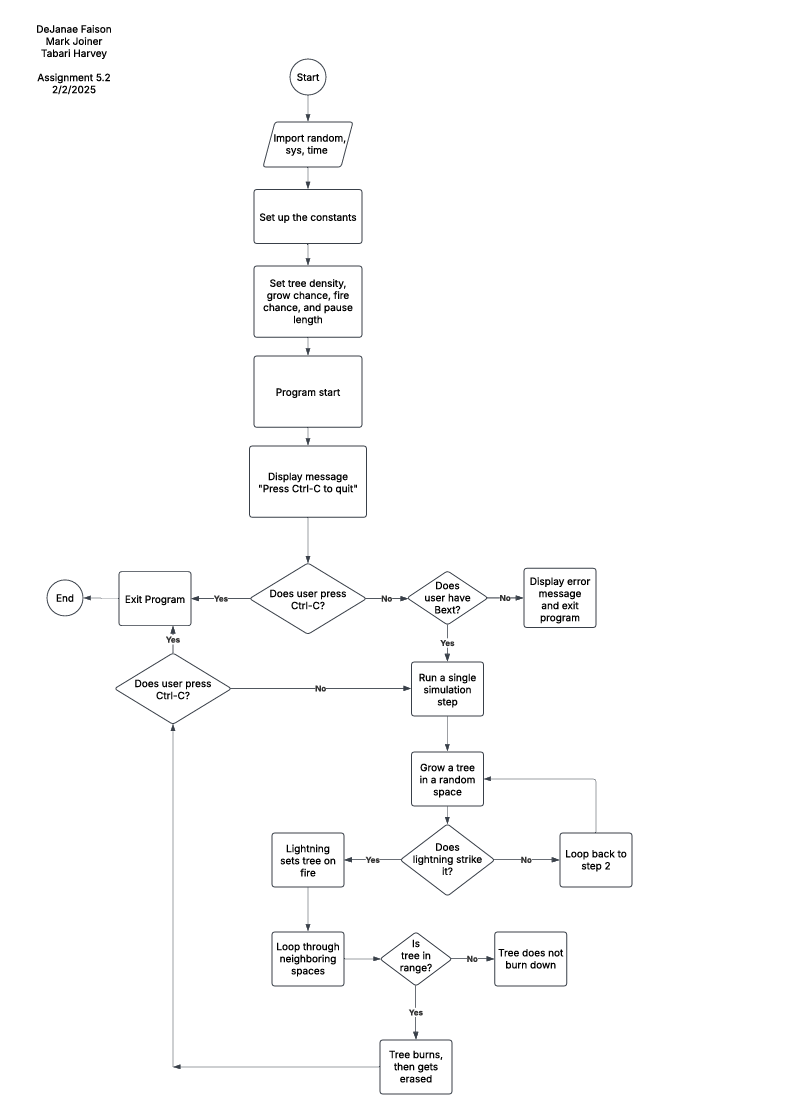 DeJanae Faison
Mark Joiner
Tabari Harvey
Assignment 5.2
2/2/2025
Start
Import random,
sys, time
Set up the constants
Set tree density,
grow chance, fire
chance, and pause
length
Program start
Display message
"Press Ctrl-C to quit"
End
Exit Program
Yes
Does user press
Ctrl-C?
No
Does
user have
Bext?
No
Display error
message
and exit
program
Yes
Yes
Does user press
Ctrl-C?
No
Run a single
simulation
step
Grow a tree
in a random
space
Lightning
sets tree on
fire
Yes
Does
lightning strike
it?
No
Loop back to
step 2
Loop through
neighboring
spaces
Is
tree in
range?
No
Tree does not
burn down
Yes
Tree burns,
then gets
erased